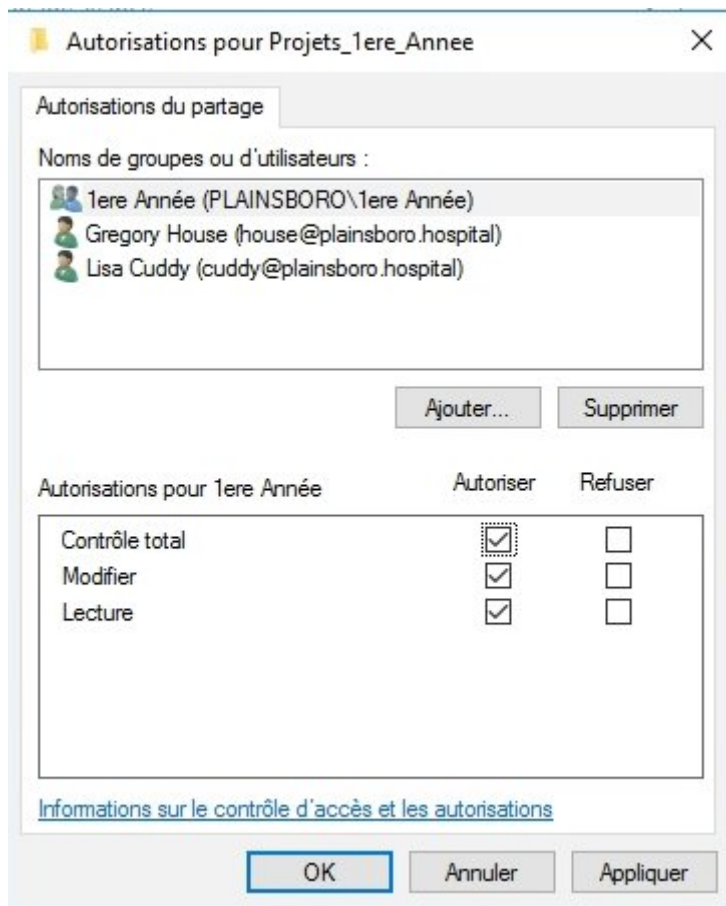 Autorisations pour Projets_1ere_Annee
Autorisations du partage
Noms de groupes ou d'utilisateurs :
1ere Année (PLAINSBORO\1ere Année)
Gregory House (house@plainsboro.hospital)
Lisa Cuddy (cuddy@plainsboro.hospital)
Ajouter... Supprimer
Autorisations pour 1ere Année Autoriser Refuser
Contrôle total
Modifier
Lecture
Informations sur le contrôle d'accès et les autorisations
OK Annuler Appliquer